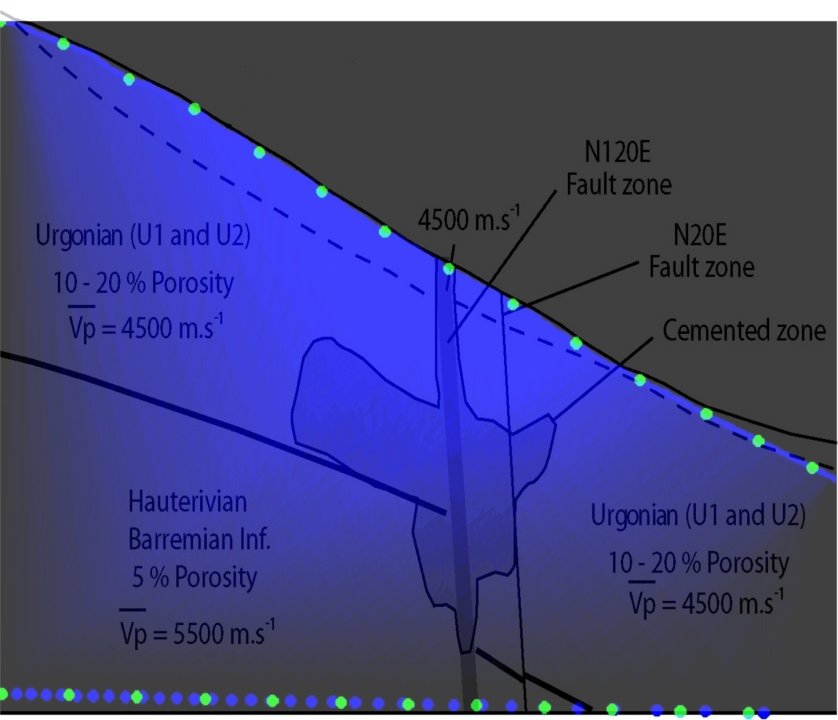 N120E
Fault zone
4500 m.s⁻¹
N20E
Fault zone
Urgonian (U1 and U2)
10 - 20 % Porosity
Vp = 4500 m.s⁻¹
Cemented zone
Hauterivian
Barremian Inf.
5 % Porosity
Vp = 5500 m.s⁻¹
Urgonian (U1 and U2)
10 - 20 % Porosity
Vp = 4500 m.s⁻¹